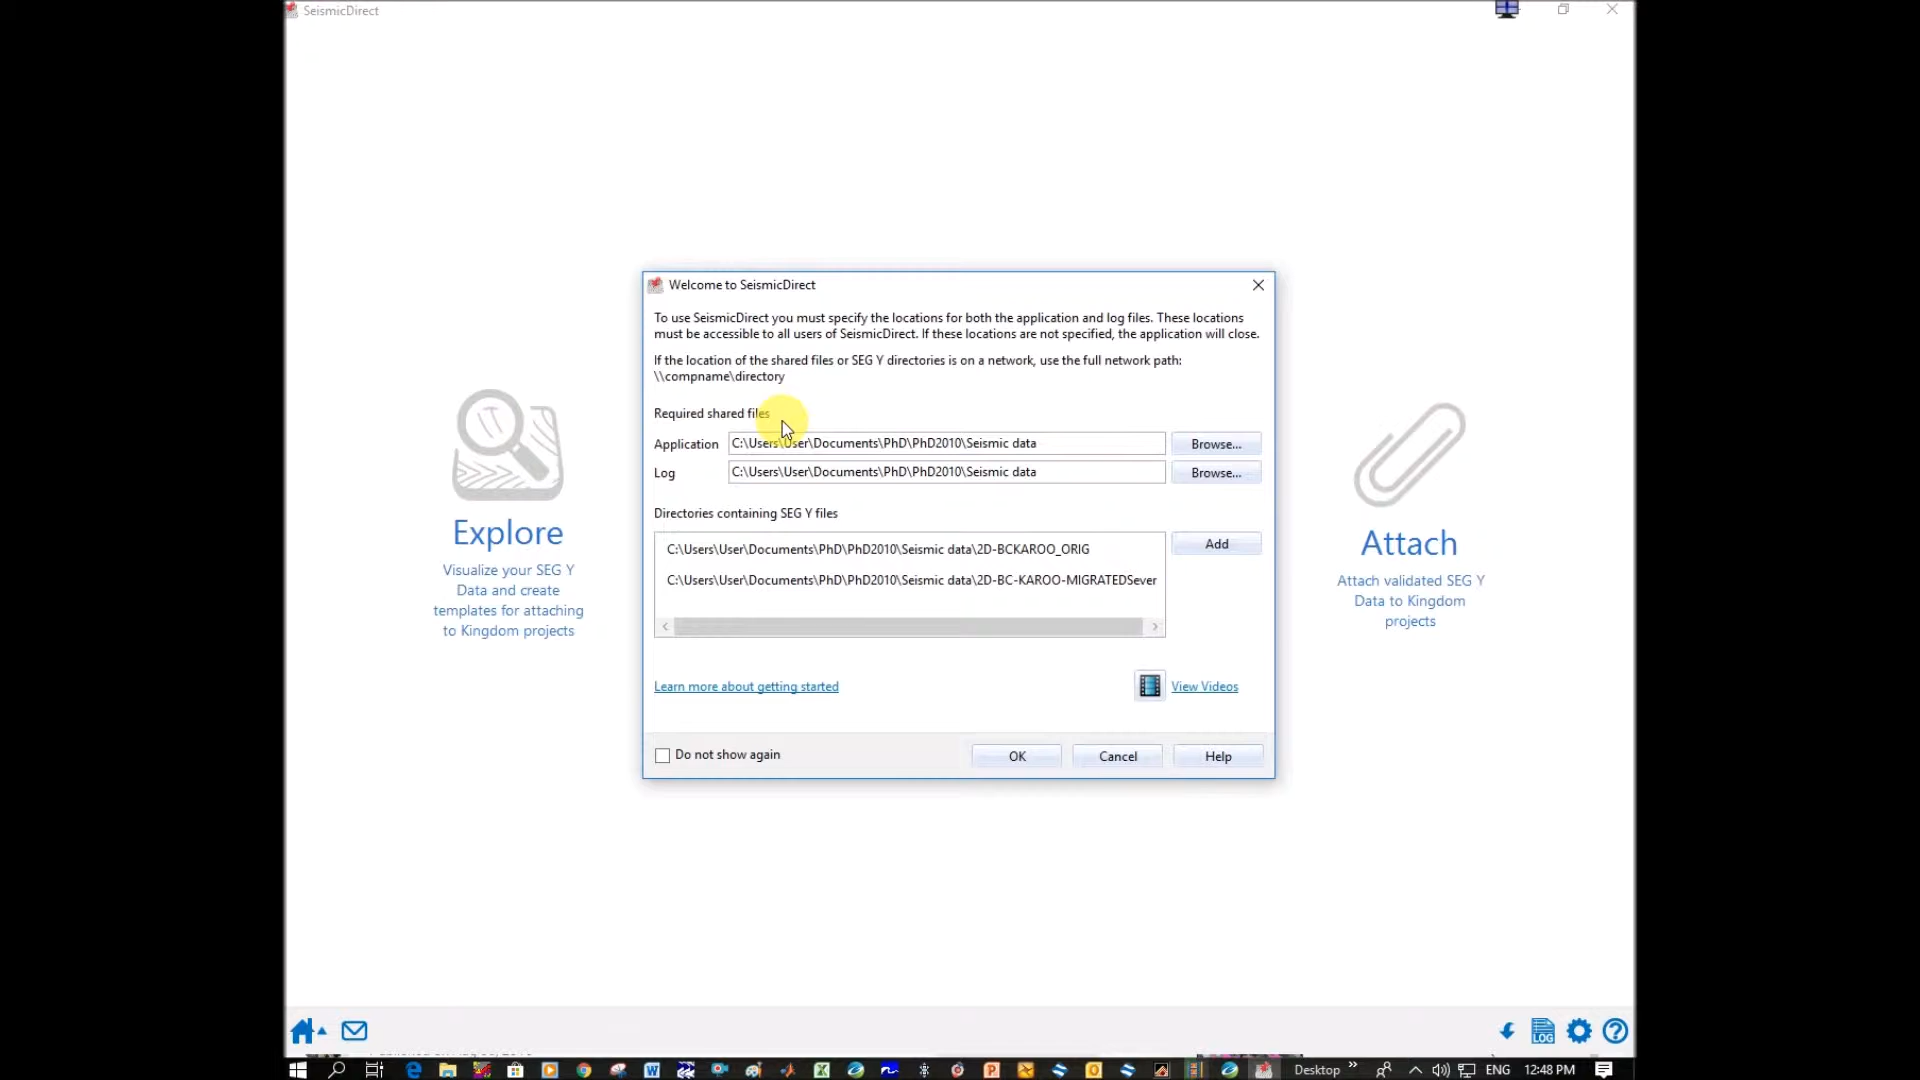 SeismicDirect
Welcome to SeismicDirect
To use SeismicDirect you must specify the locations for both the application and log files. These locations
must be accessible to all users of SeismicDirect. If these locations are not specified, the application will close.
If the location of the shared files or SEG Y directories is on a network, use the full network path:
\\compname\directory
Required shared files
Application C:\Users\User\Documents\PhD\PhD2010\Seismic data Browse...
Log C:\Users\User\Documents\PhD\PhD2010\Seismic data Browse...
Directories containing SEG Y files
C:\Users\User\Documents\PhD\PhD2010\Seismic data\2D-BCKAROO_ORIG
C:\Users\User\Documents\PhD\PhD2010\Seismic data\2D-BC-KAROO-MIGRATEDSever
Add
Learn more about getting started
View Videos
Do not show again
OK Cancel Help
Explore
Visualize your SEG Y
Data and create
templates for attaching
to Kingdom projects
Attach
Attach validated SEG Y
Data to Kingdom
projects
LOG
Desktop
ENG
12:48 PM